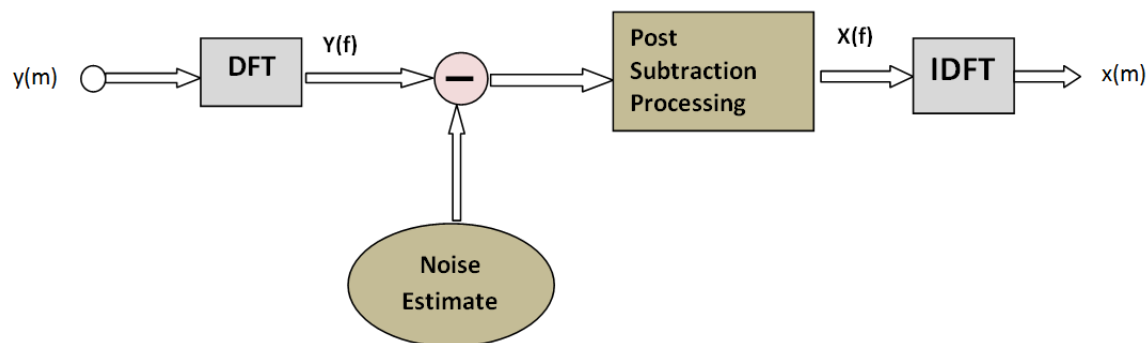 y(m)
DFT
Y(f)
−
Post
Subtraction
Processing
X(f)
IDFT
x(m)
Noise
Estimate